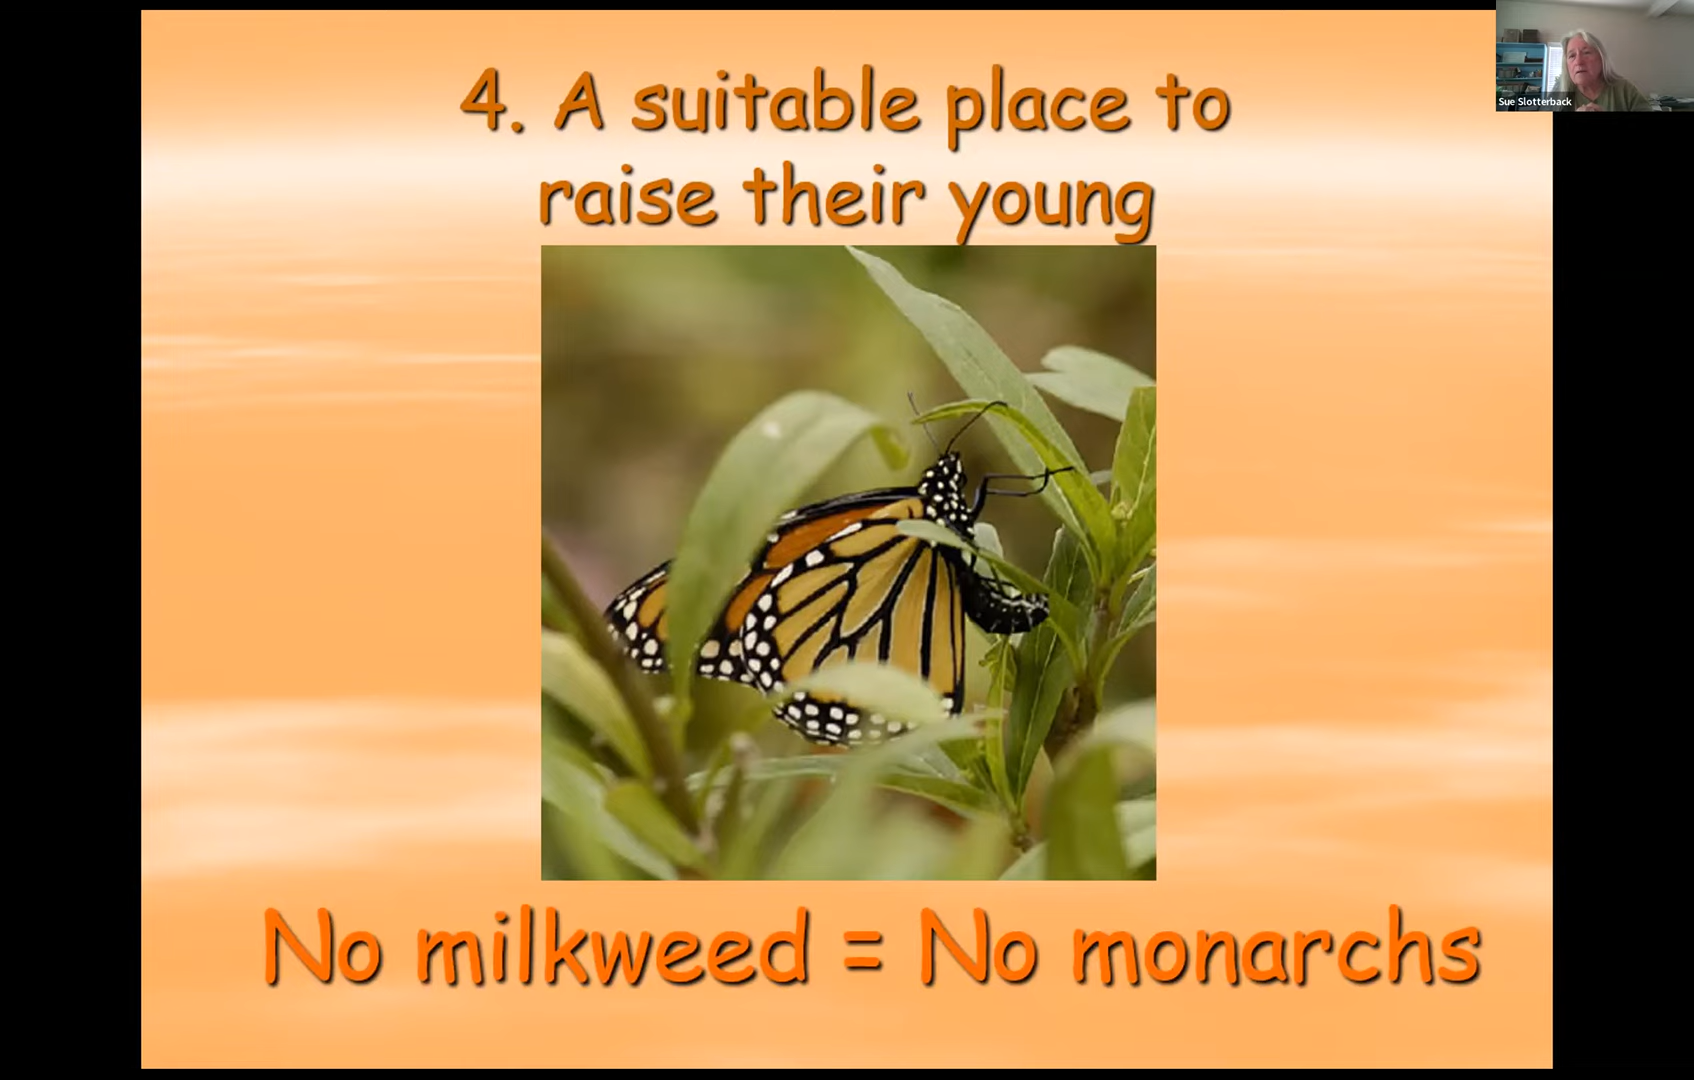 4. A suitable place to
raise their young
No milkweed = No monarchs
Sue Slotterback